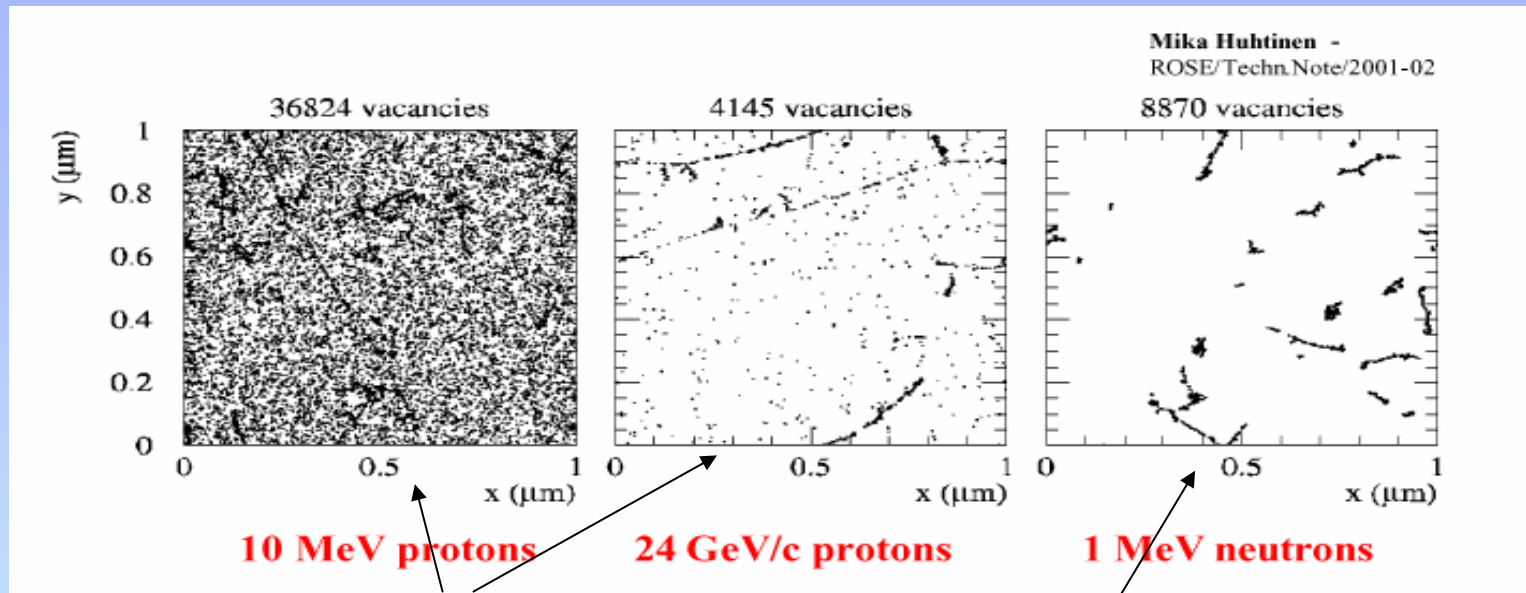 Mika Huhtinen -
ROSE/Techn.Note/2001-02
36824 vacancies
4145 vacancies
8870 vacancies
y (μm)
1
0.8
0.6
0.4
0.2
0
0 0.5 1
x (μm)
0 0.5 1
x (μm)
0 0.5 1
x (μm)
10 MeV protons
24 GeV/c protons
1 MeV neutrons